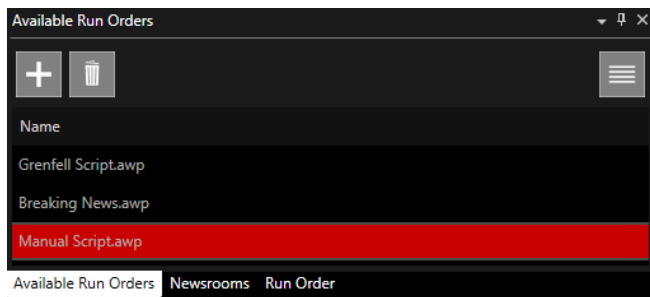 Available Run Orders
Name
Grenfell Script.awp
Breaking News.awp
Manual Script.awp
Available Run Orders Newsrooms Run Order